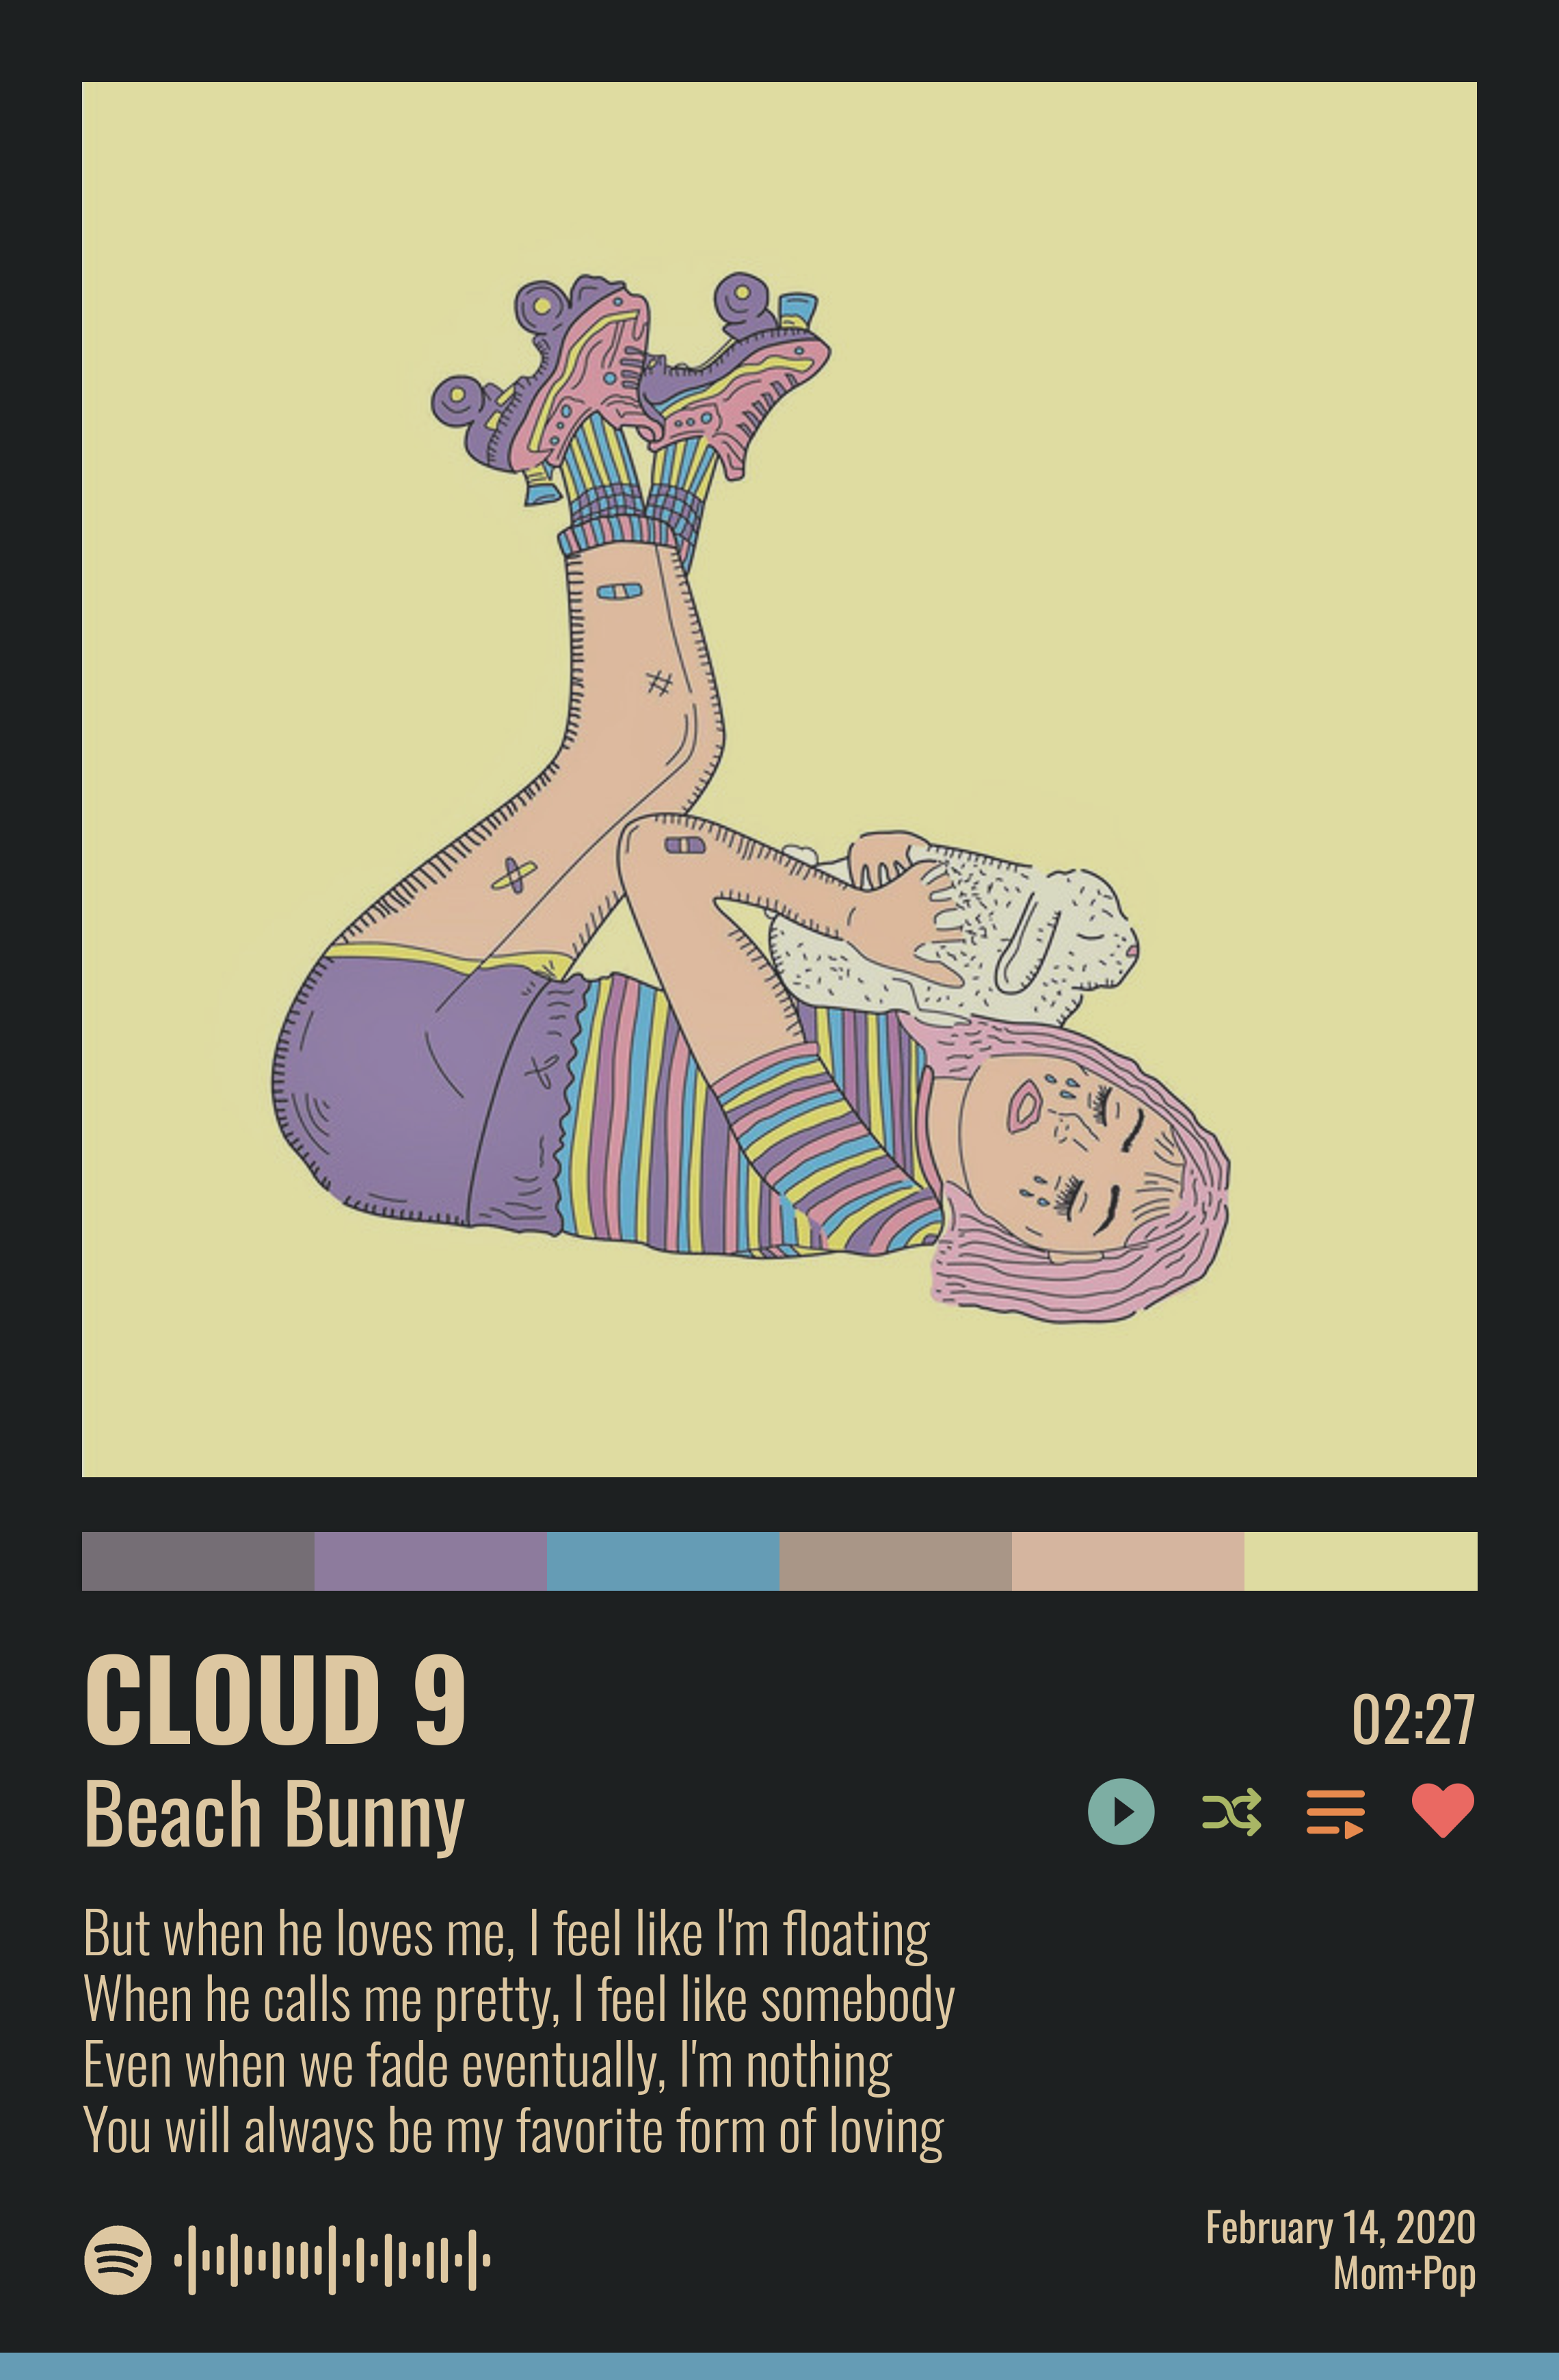 CLOUD 9
02:27
Beach Bunny
But when he loves me, I feel like I'm floating
When he calls me pretty, I feel like somebody
Even when we fade eventually, I'm nothing
You will always be my favorite form of loving
February 14, 2020
Mom+Pop